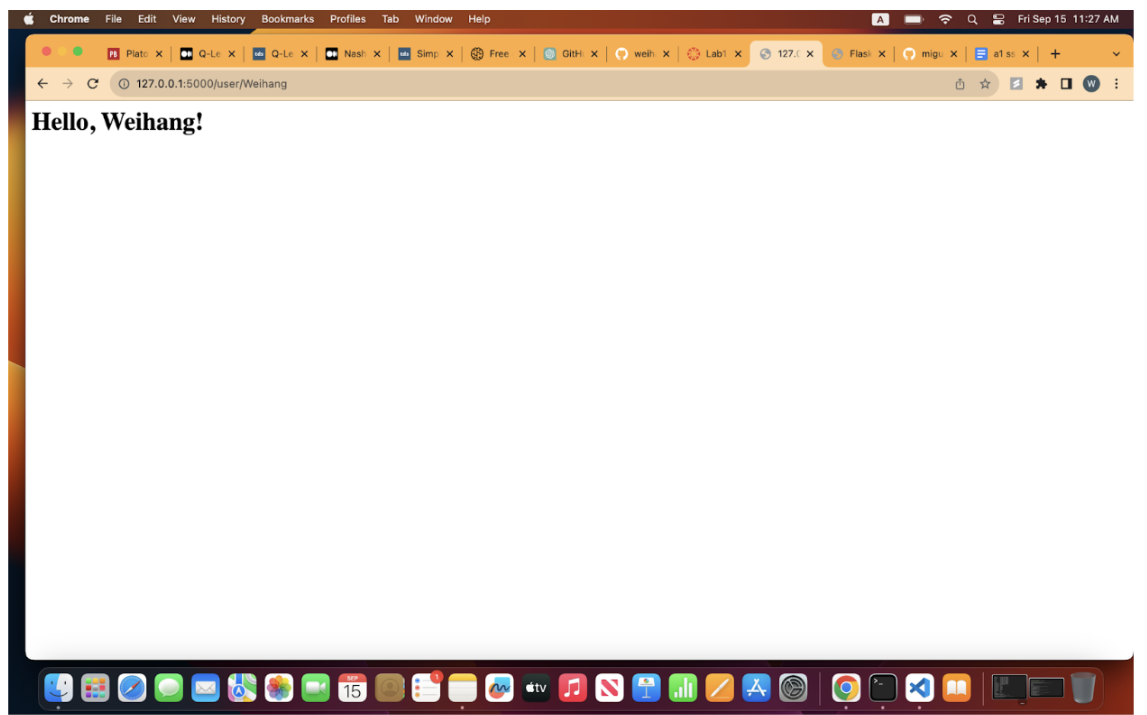 Chrome File Edit View History Bookmarks Profiles Tab Window Help A Fri Sep 15 11:27 AM
PB Plato Q-Le Q-Le Nash Simp Free GitH weih Lab1 127.0 Flask migu a1 ss
127.0.0.1:5000/user/Weihang W
Hello, Weihang!
SEP
15
1
tv